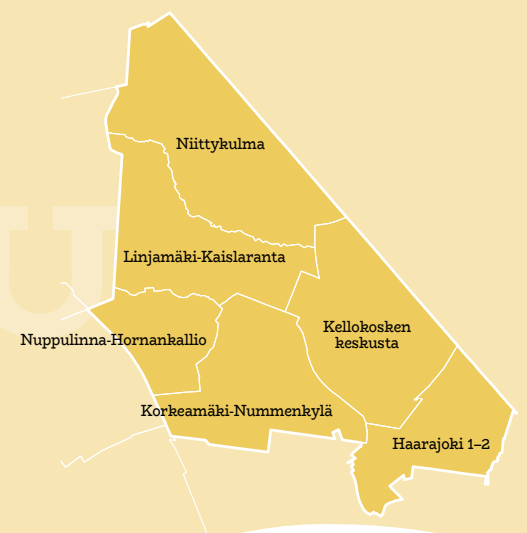 Niittykulma
Linjamäki-Kaislaranta
Kellokosken
keskusta
Nuppulinna-Hornankallio
Korkeamäki-Nummenkylä
Haarajoki 1–2
U